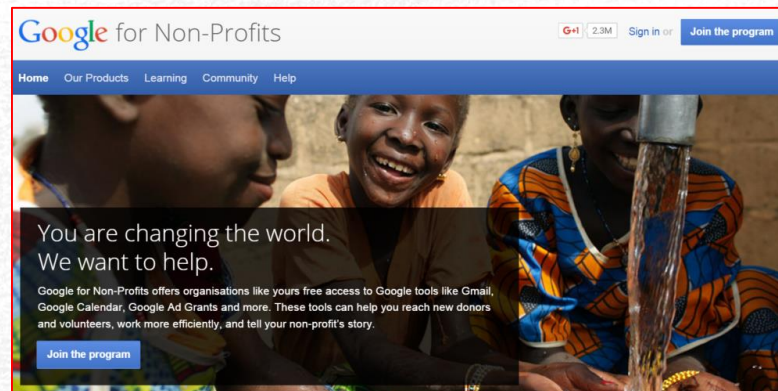 Google for Non-Profits
G+1 2.3M Sign in or Join the program
Home Our Products Learning Community Help
You are changing the world.
We want to help.
Google for Non-Profits offers organisations like yours free access to Google tools like Gmail,
Google Calendar, Google Ad Grants and more. These tools can help you reach new donors
and volunteers, work more efficiently, and tell your non-profit's story.
Join the program